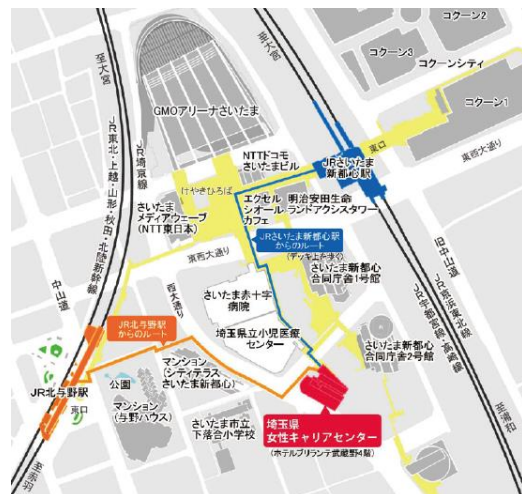 コクーン2
コクーン3
コクーンシティ
コクーン1
至大宮
至大宮
GMOアリーナさいたま
JR東北・上越・山形・秋田・北陸新幹線
JR埼京線
NTTドコモ
さいたまビル
JRさいたま
新都心駅
東口
東西大通り
けやきひろば
さいたま
メディアウェーブ
(NTT東日本)
エクセル
シオール
カフェ
明治安田生命
ランドアクシスタワー
JRさいたま新都心駅
からのルート
(デッキ上を歩く)
東西大通り
中山道
西大通り
さいたま新都心
合同庁舎1号館
旧中山道
さいたま赤十字
病院
JR京浜東北線
JR宇都宮線・高崎線
JR北与野駅
からのルート
埼玉県立小児医療
センター
さいたま新都心
合同庁舎2号館
マンション
(シティテラス
さいたま新都心)
JR北与野駅
公園
東口
マンション
(与野ハウス)
さいたま市立
下落合小学校
埼玉県
女性キャリアセンター
(ホテルブリランテ武蔵野4階)
至赤羽
至浦和